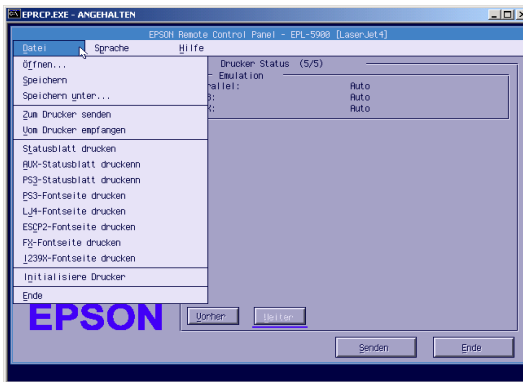 EPRCP.EXE - ANGEHALTEN
EPSON Remote Control Panel - EPL-5900 [LaserJet4]
Datei Sprache Hilfe
Öffnen...
Speichern
Speichern unter...
Zum Drucker senden
Vom Drucker empfangen
Statusblatt drucken
AUX-Statusblatt druckenn
PS3-Statusblatt druckenn
PS3-Fontseite drucken
LJ4-Fontseite drucken
ESCP2-Fontseite drucken
FX-Fontseite drucken
I239X-Fontseite drucken
Initialisiere Drucker
Ende
Drucker Status (5/5)
Emulation
rallel: Auto
B: Auto
X: Auto
EPSON
Vorher Weiter
Senden Ende